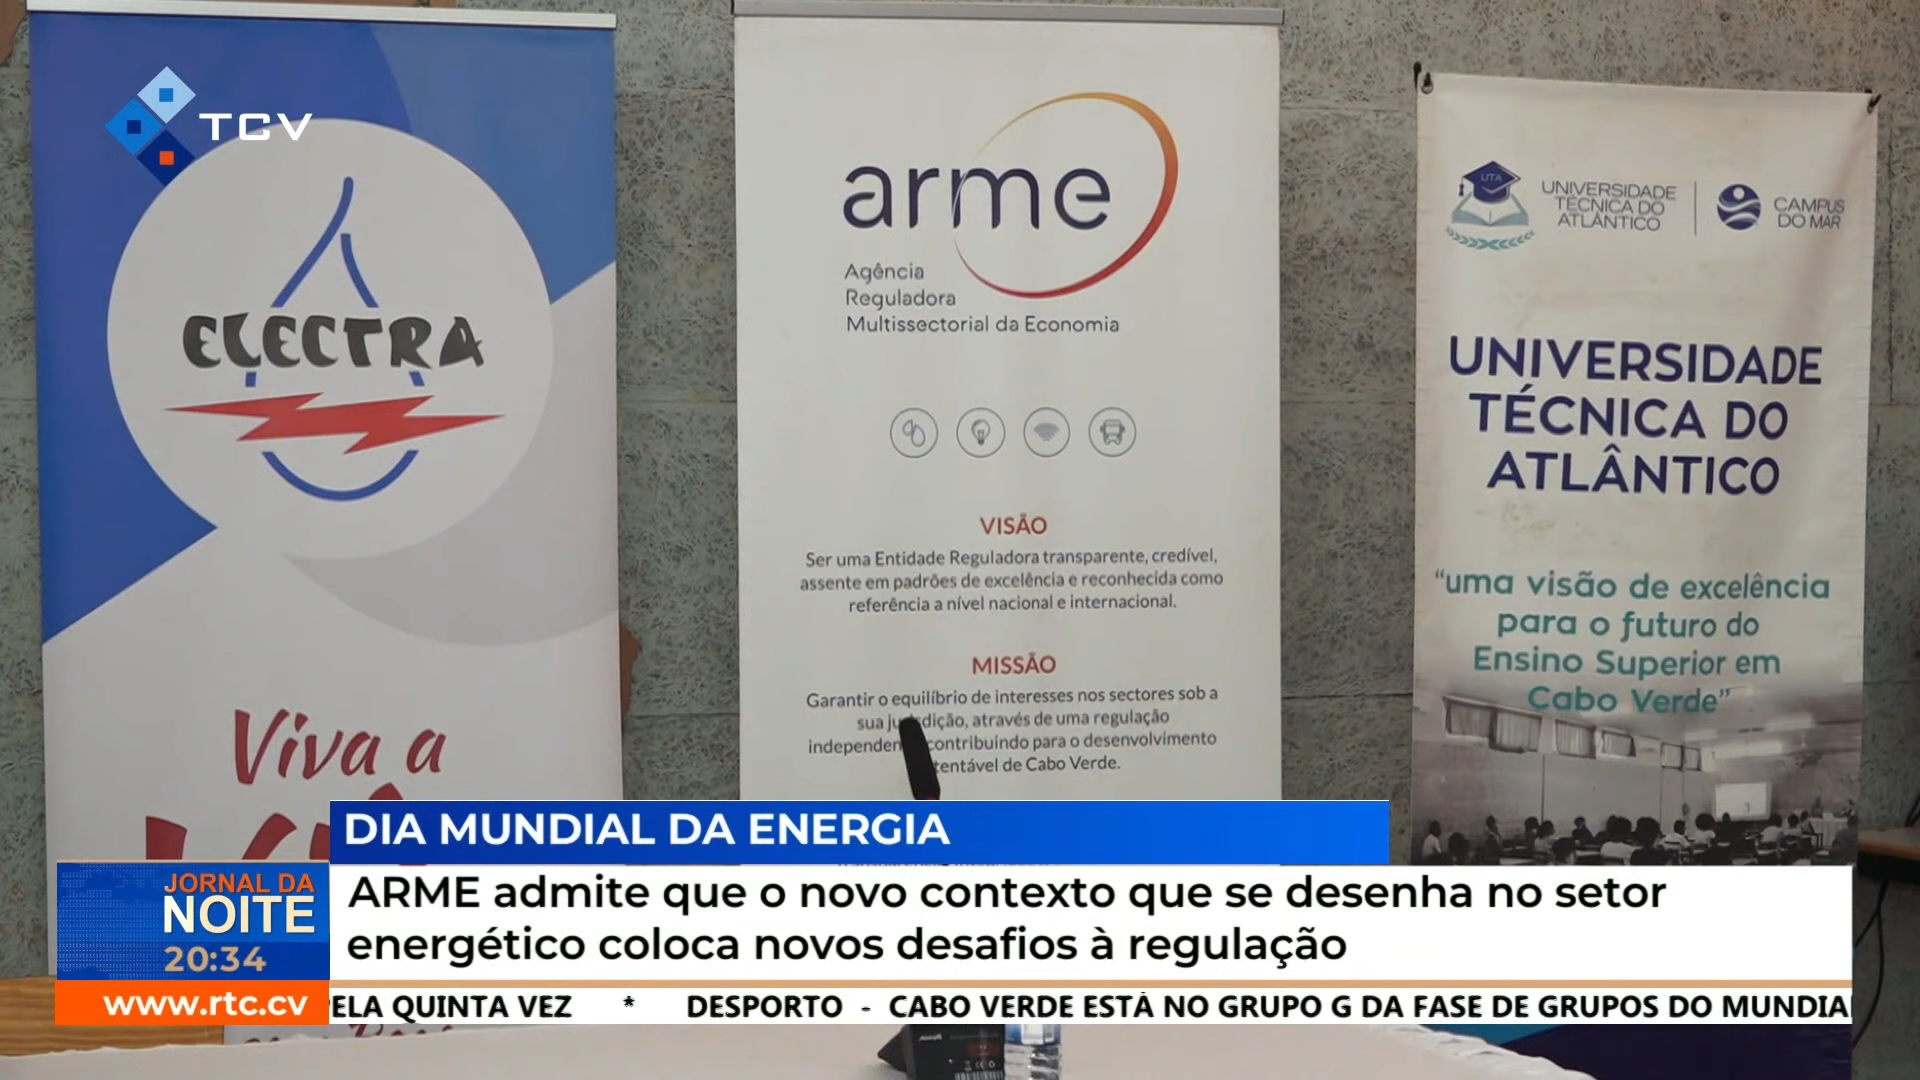 TCV
ELECTRA
Viva a
arme
Agência
Reguladora
Multissectorial da Economia
VISÃO
Ser uma Entidade Reguladora transparente, credível,
assente em padrões de excelência e reconhecida como
referência a nível nacional e internacional.
MISSÃO
Garantir o equilíbrio de interesses nos sectores sob a
sua dição, através de uma regulação
contribuindo para o desenvolvimento
de Cabo Verde.
UTA
UNIVERSIDADE
TÉCNICA DO
ATLÂNTICO
CAMPUS
DO MAR
UNIVERSIDADE
TÉCNICA DO
ATLÂNTICO
“uma visão de excelência
para o futuro do
Ensino Superior em
Cabo Verde”
DIA MUNDIAL DA ENERGIA
ARME admite que o novo contexto que se desenha no setor
energético coloca novos desafios à regulação
JORNAL DA
NOITE
20:34
www.rtc.cv
ELA QUINTA VEZ * DESPORTO - CABO VERDE ESTÁ NO GRUPO G DA FASE DE GRUPOS DO MUNDIA